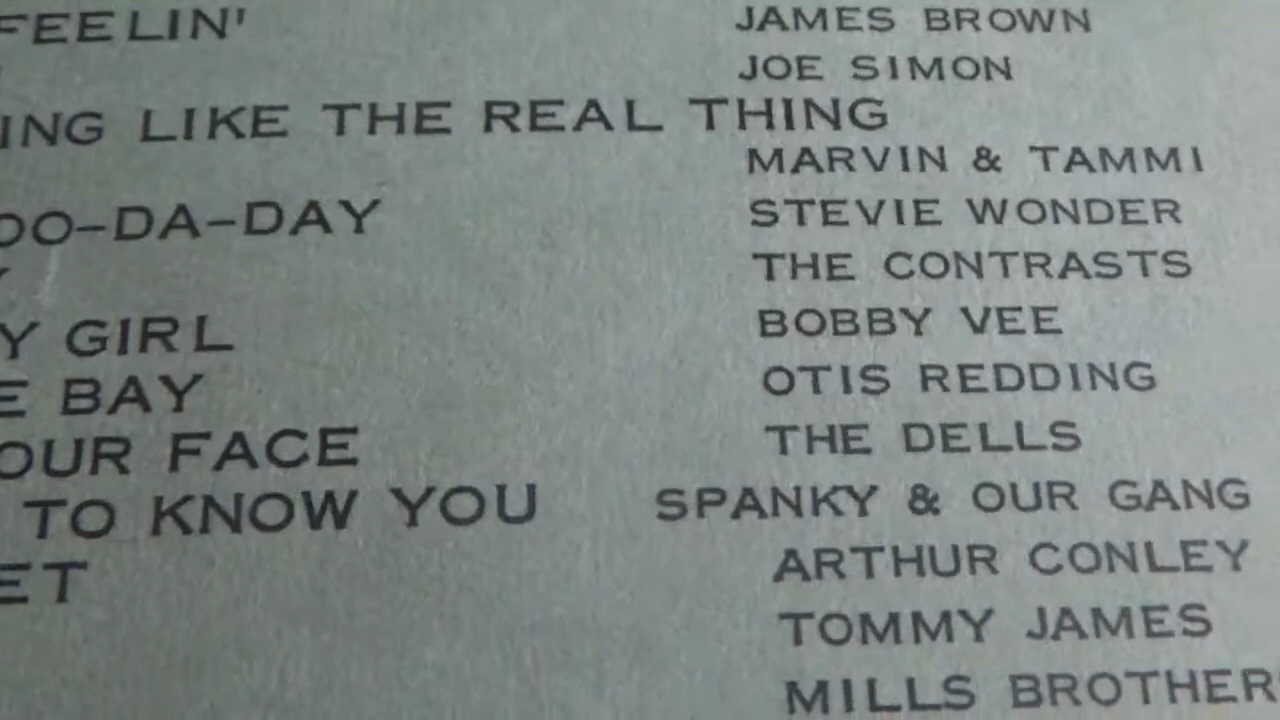 FEELIN' JAMES BROWN
JOE SIMON
ING LIKE THE REAL THING
MARVIN & TAMMI
OO-DA-DAY STEVIE WONDER
Y THE CONTRASTS
Y GIRL BOBBY VEE
E BAY OTIS REDDING
OUR FACE THE DELLS
TO KNOW YOU SPANKY & OUR GANG
ET ARTHUR CONLEY
TOMMY JAMES
MILLS BROTHERS